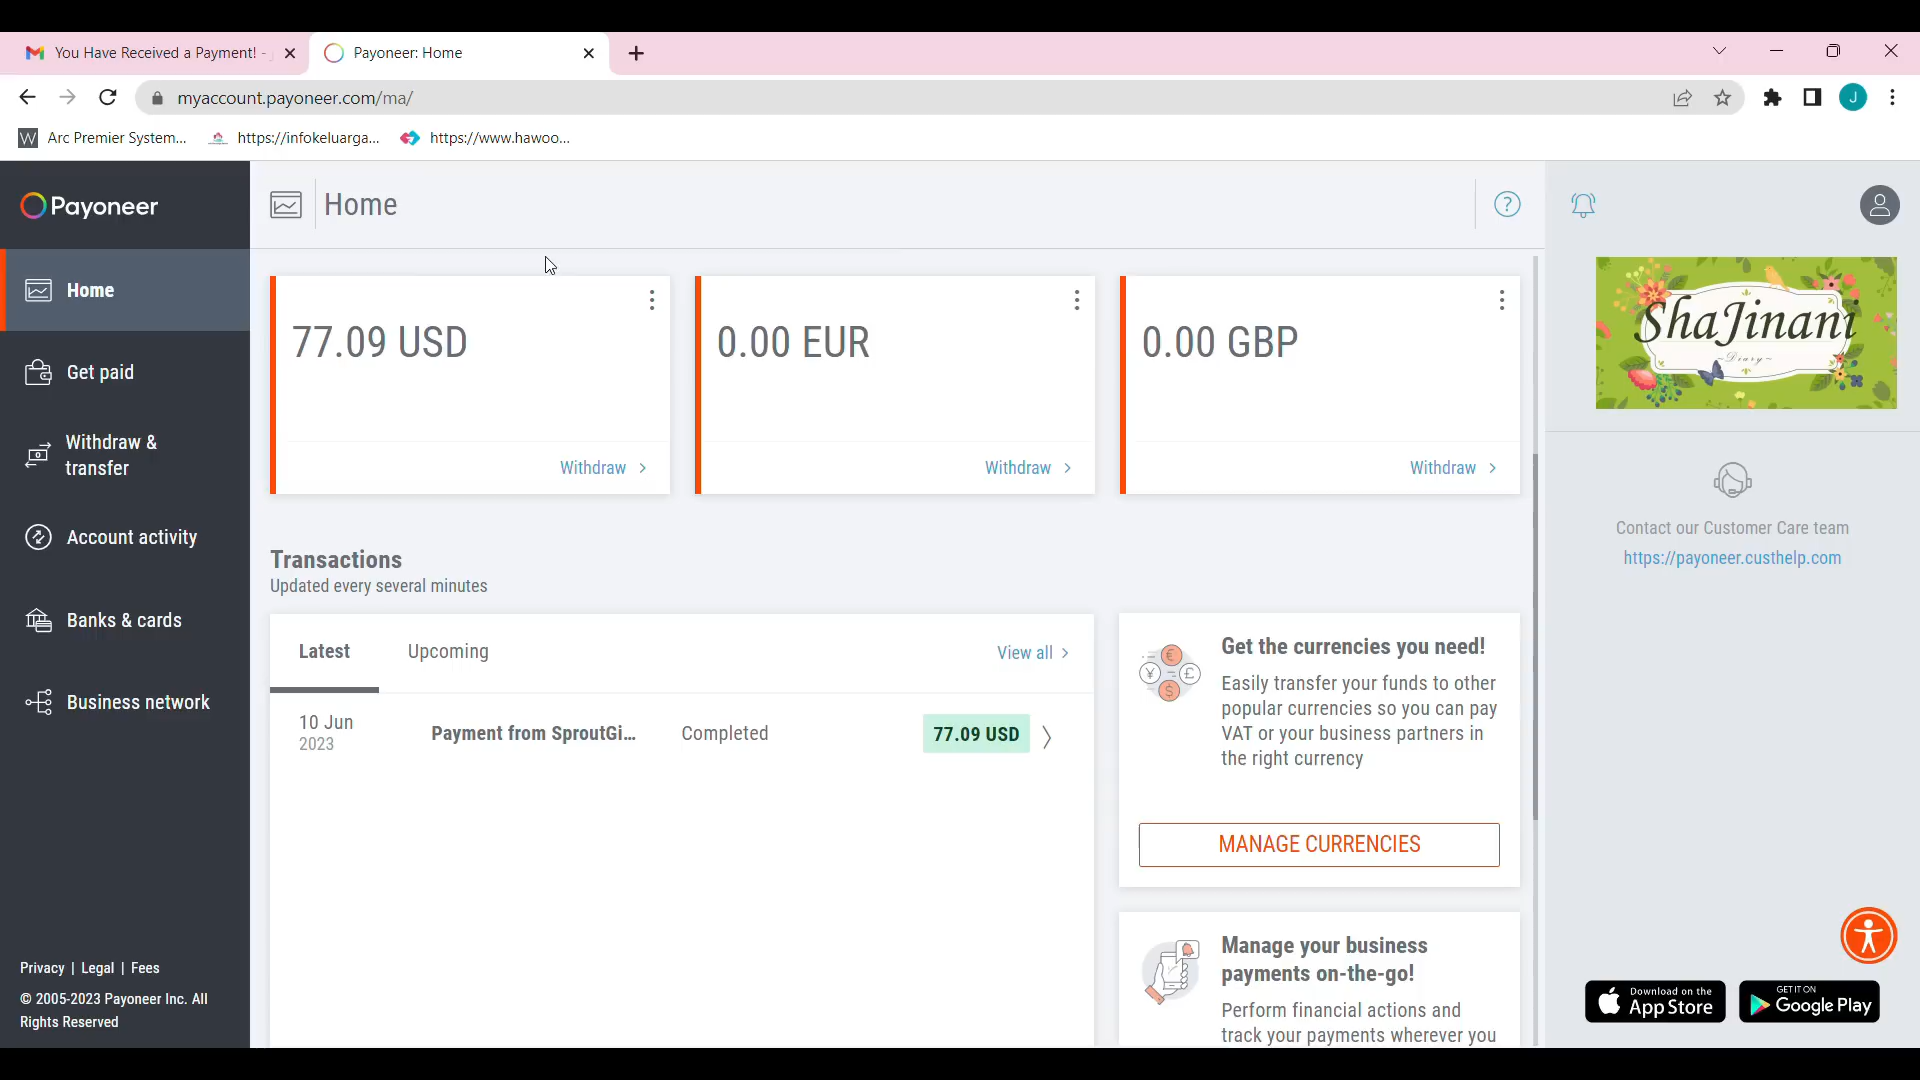 You Have Received a Payment! -
Payoneer: Home
myaccount.payoneer.com/ma/
J
W Arc Premier System...
https://infokeluarga...
https://www.hawoo...
Payoneer
Home
Get paid
Withdraw &
transfer
Account activity
Banks & cards
Business network
Privacy | Legal | Fees
© 2005-2023 Payoneer Inc. All
Rights Reserved
Home
?
77.09 USD
Withdraw >
0.00 EUR
Withdraw >
0.00 GBP
Withdraw >
Transactions
Updated every several minutes
Latest
Upcoming
View all >
10 Jun
2023
Payment from SproutGi...
Completed
77.09 USD
Get the currencies you need!
Easily transfer your funds to other
popular currencies so you can pay
VAT or your business partners in
the right currency
MANAGE CURRENCIES
Manage your business
payments on-the-go!
Perform financial actions and
track your payments wherever you
ShaJinani
~Diary~
Contact our Customer Care team
https://payoneer.custhelp.com
Download on the
App Store
GET IT ON
Google Play